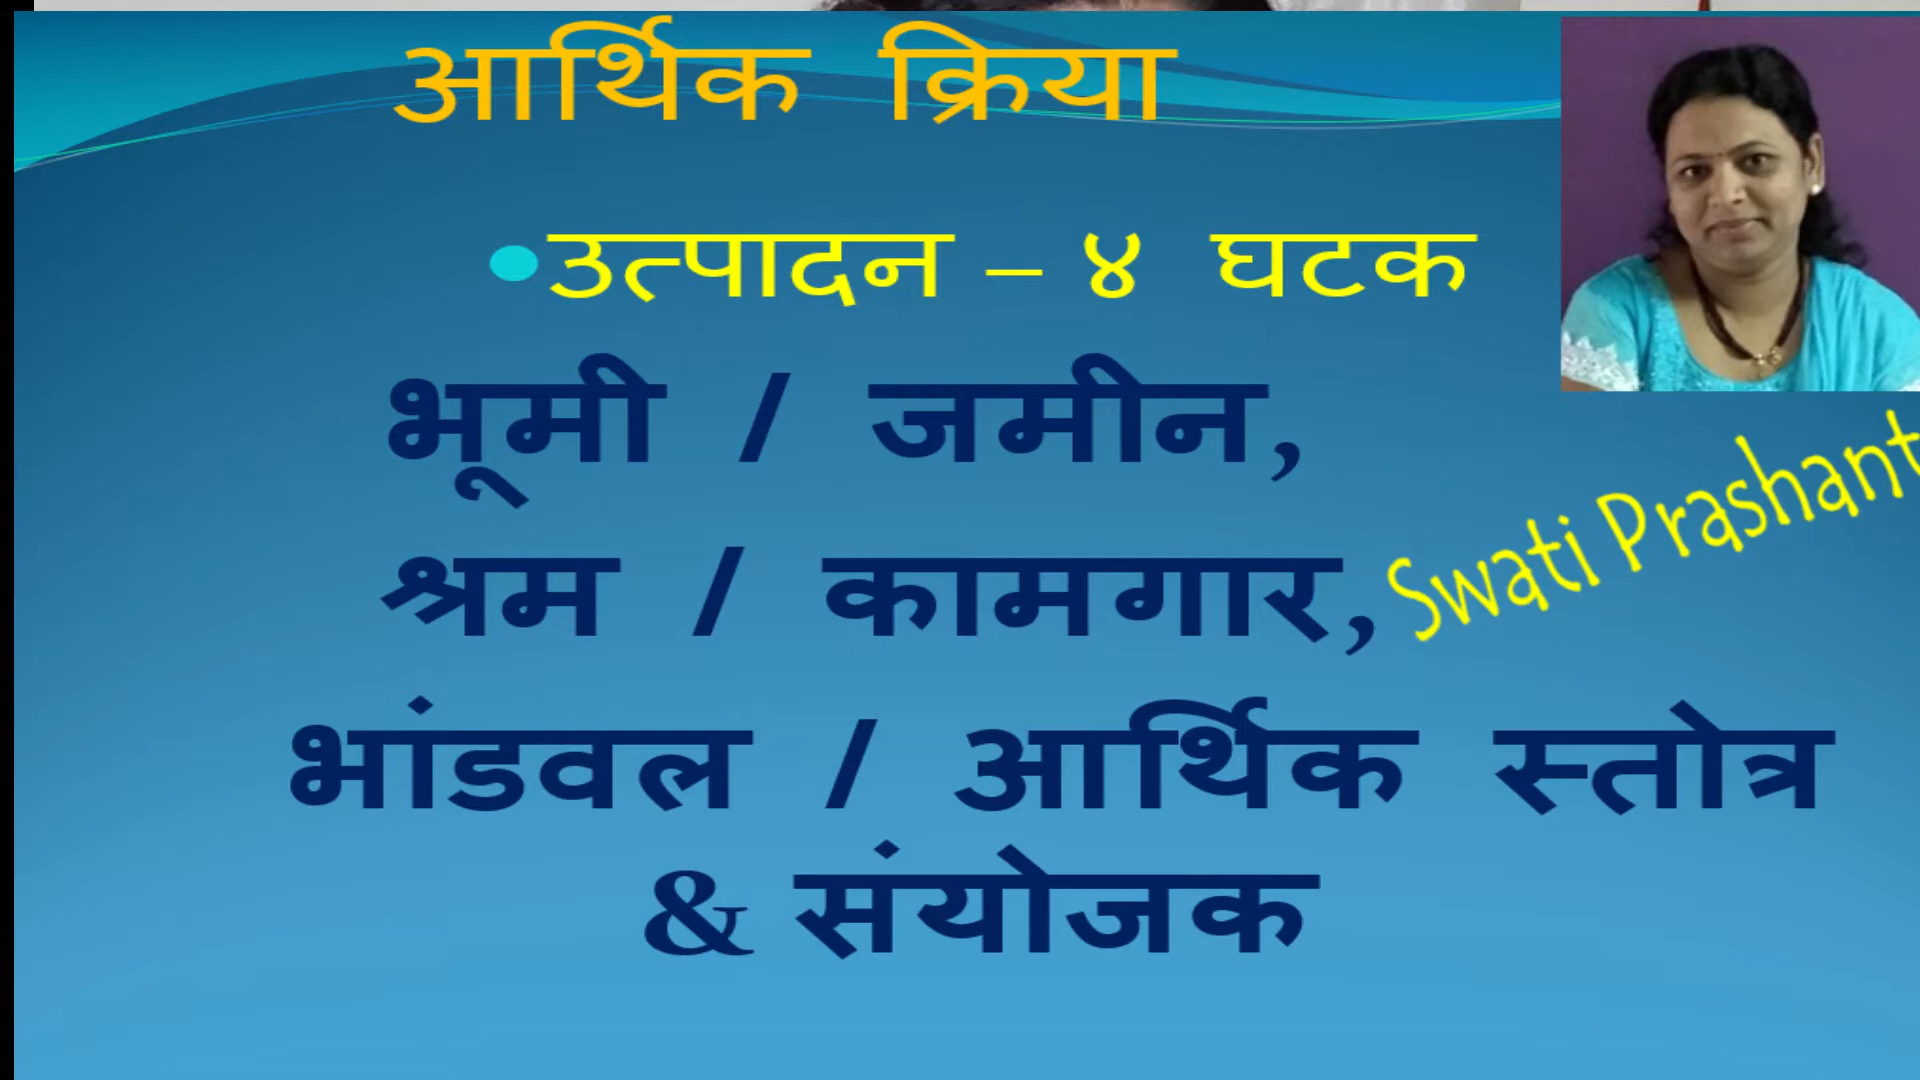 आर्थिक क्रिया
•उत्पादन – ४ घटक
भूमी / जमीन,
श्रम / कामगार,
Swati Prashant
भांडवल / आर्थिक स्तोत्र
& संयोजक